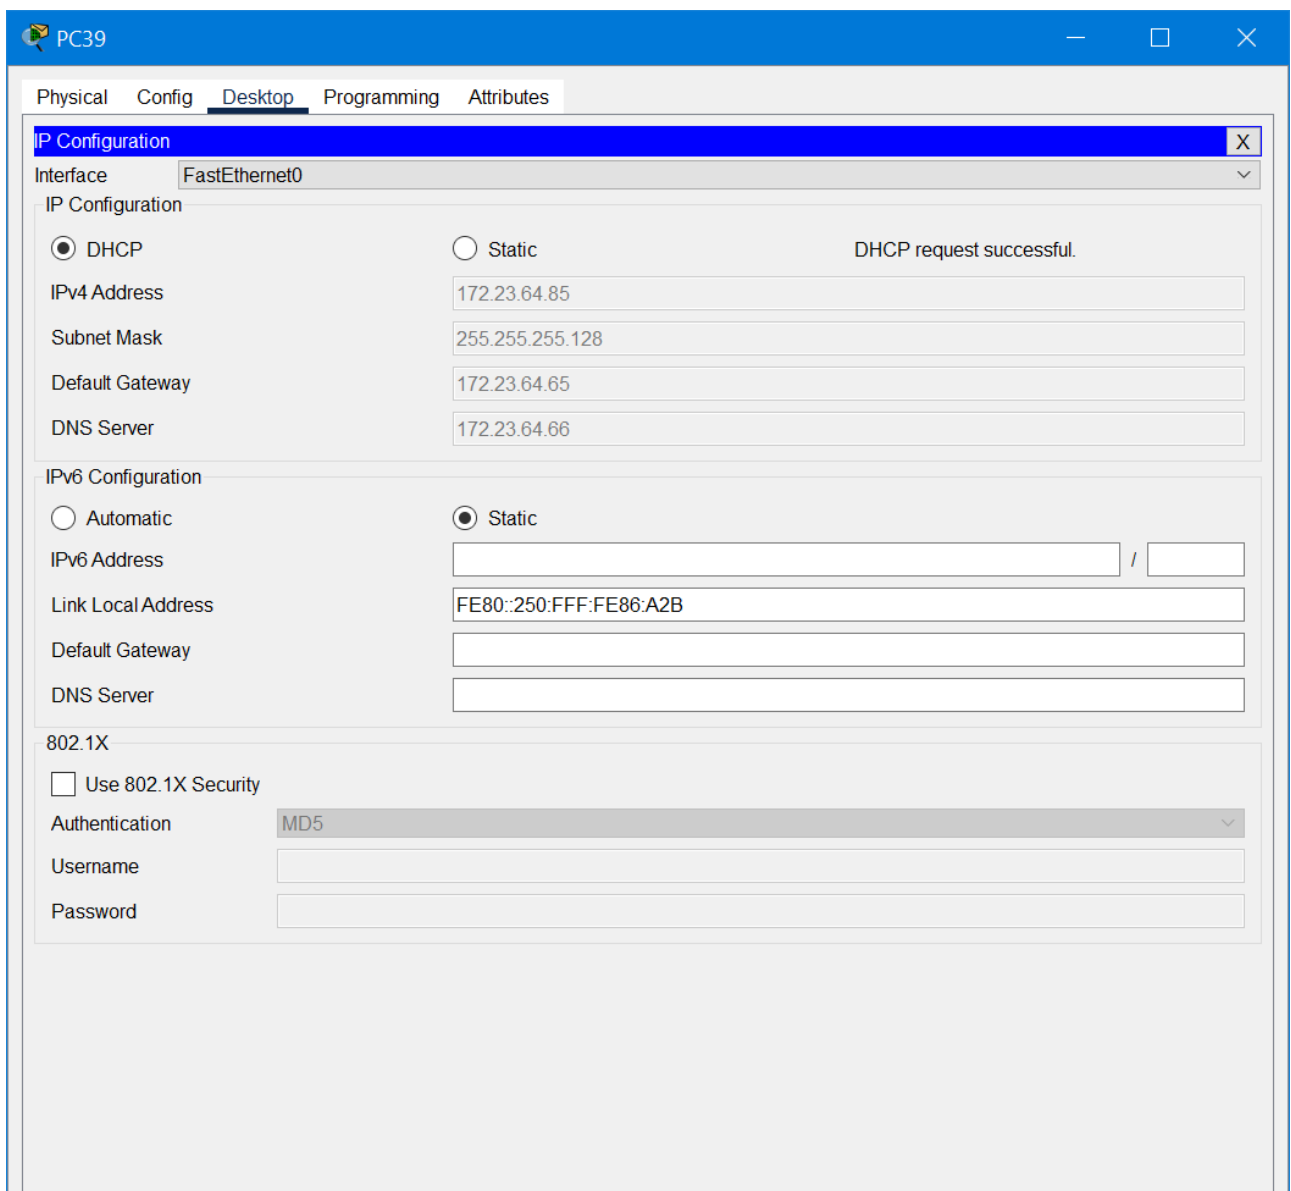 PC39
Physical Config Desktop Programming Attributes
IP Configuration X
Interface FastEthernet0
IP Configuration
DHCP Static DHCP request successful.
IPv4 Address 172.23.64.85
Subnet Mask 255.255.255.128
Default Gateway 172.23.64.65
DNS Server 172.23.64.66
IPv6 Configuration
Automatic Static
IPv6 Address /
Link Local Address FE80::250:FFF:FE86:A2B
Default Gateway
DNS Server
802.1X
Use 802.1X Security
Authentication MD5
Username
Password